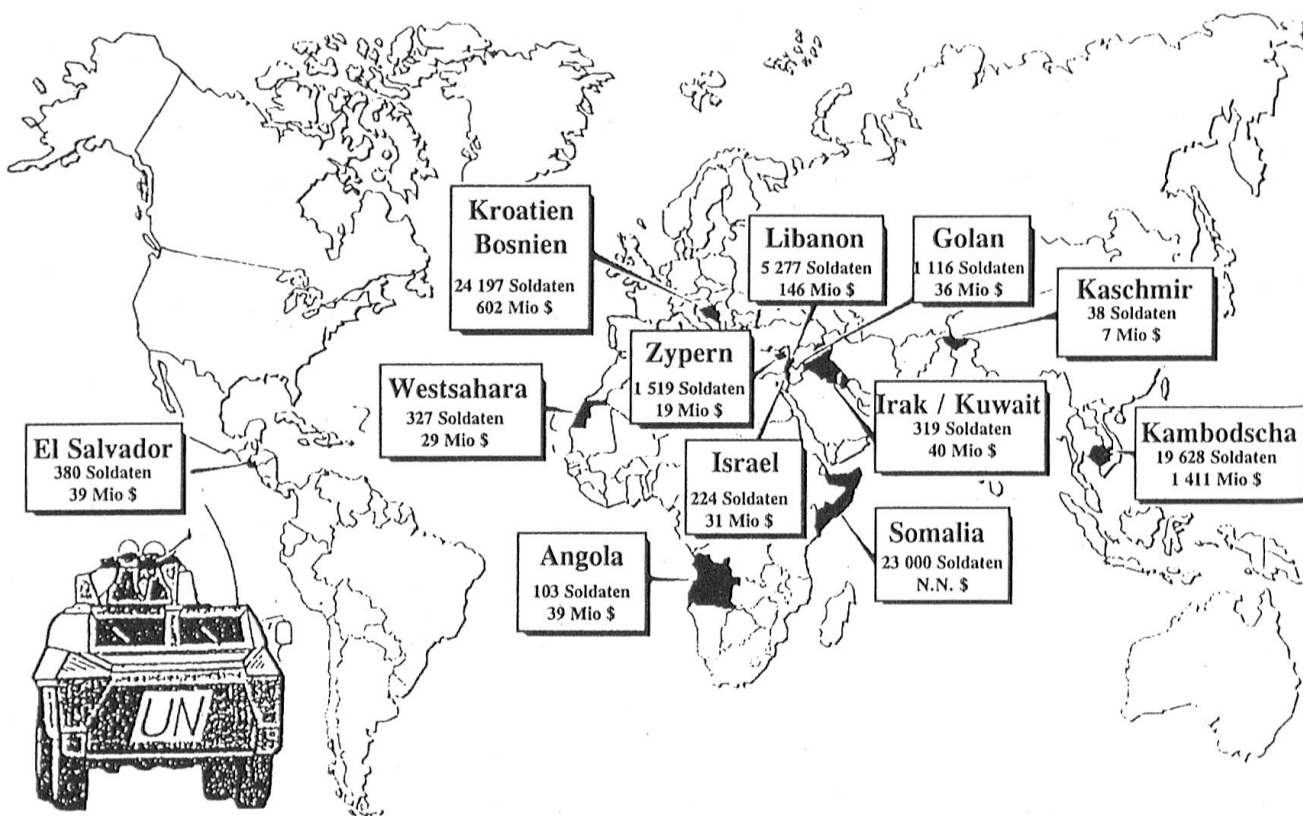 Kroatien
Bosnien
24 197 Soldaten
602 Mio $
Libanon
5 277 Soldaten
146 Mio $
Golan
1 116 Soldaten
36 Mio $
Kaschmir
38 Soldaten
7 Mio $
Zypern
1 519 Soldaten
19 Mio $
Westsahara
327 Soldaten
29 Mio $
Irak / Kuwait
319 Soldaten
40 Mio $
El Salvador
380 Soldaten
39 Mio $
Kambodscha
19 628 Soldaten
1 411 Mio $
Israel
224 Soldaten
31 Mio $
Somalia
23 000 Soldaten
N.N. $
Angola
103 Soldaten
39 Mio $
UN